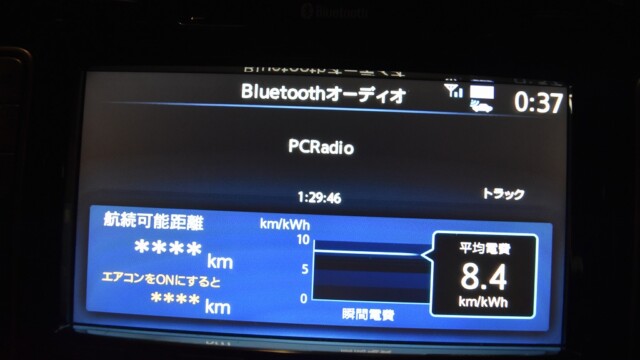 Bluetooth
Bluetoothオーディオ
0:37
PCRadio
1:29:46
トラック
航続可能距離
**** km
エアコンをONにすると
**** km
km/kWh
10
5
0
瞬間電費
平均電費
8.4
km/kWh